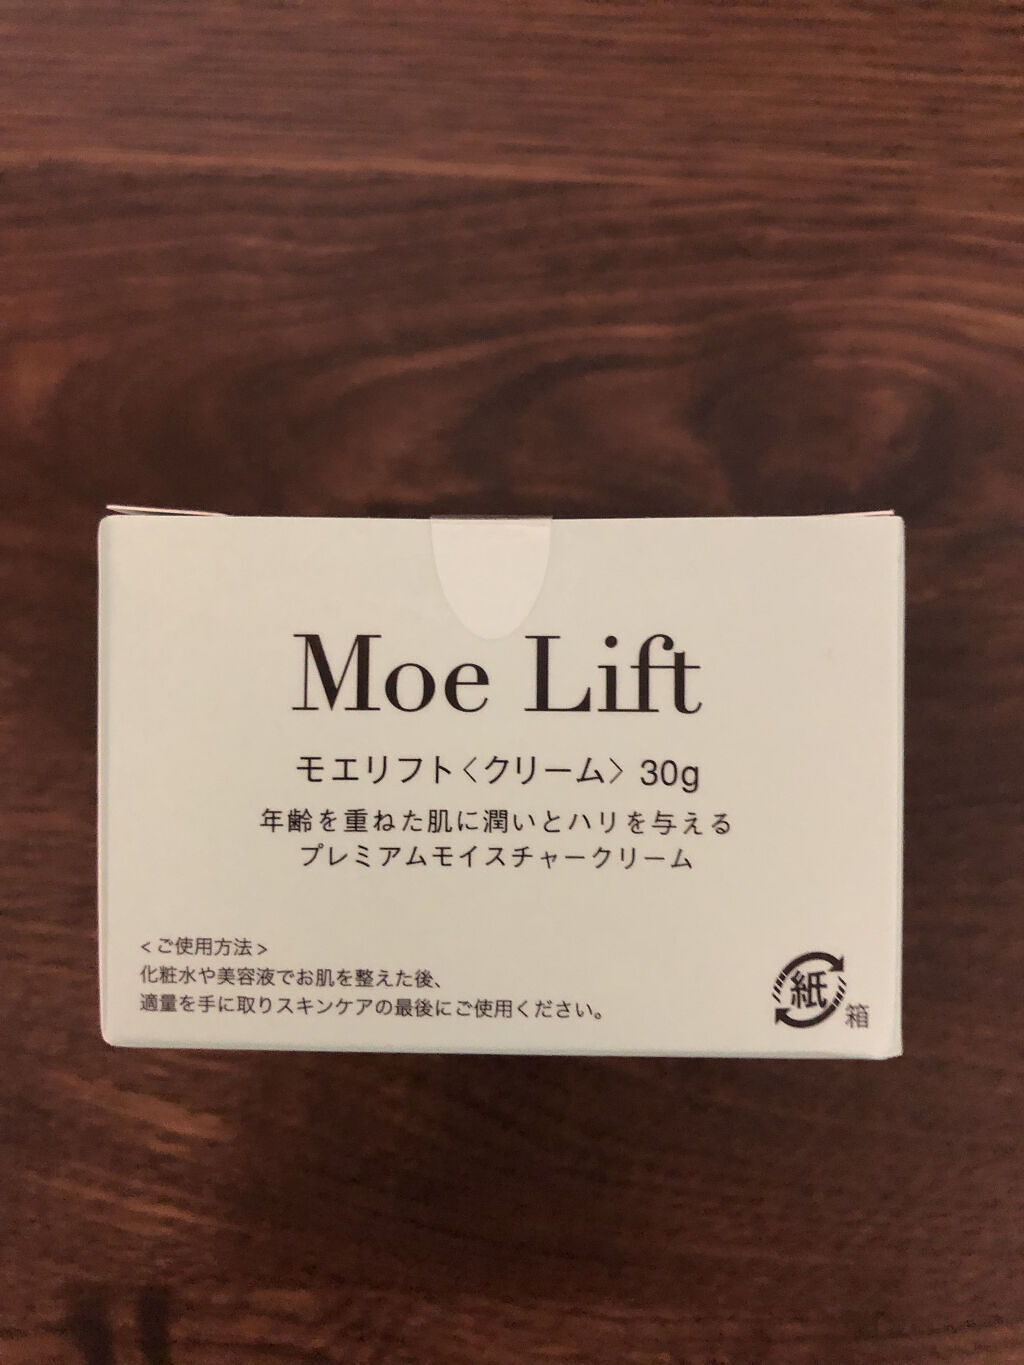 Moe Lift
モエリフト〈クリーム〉 30g
年齢を重ねた肌に潤いとハリを与える
プレミアムモイスチャークリーム
<ご使用方法>
化粧水や美容液でお肌を整えた後、
適量を手に取りスキンケアの最後にご使用ください。
紙
箱